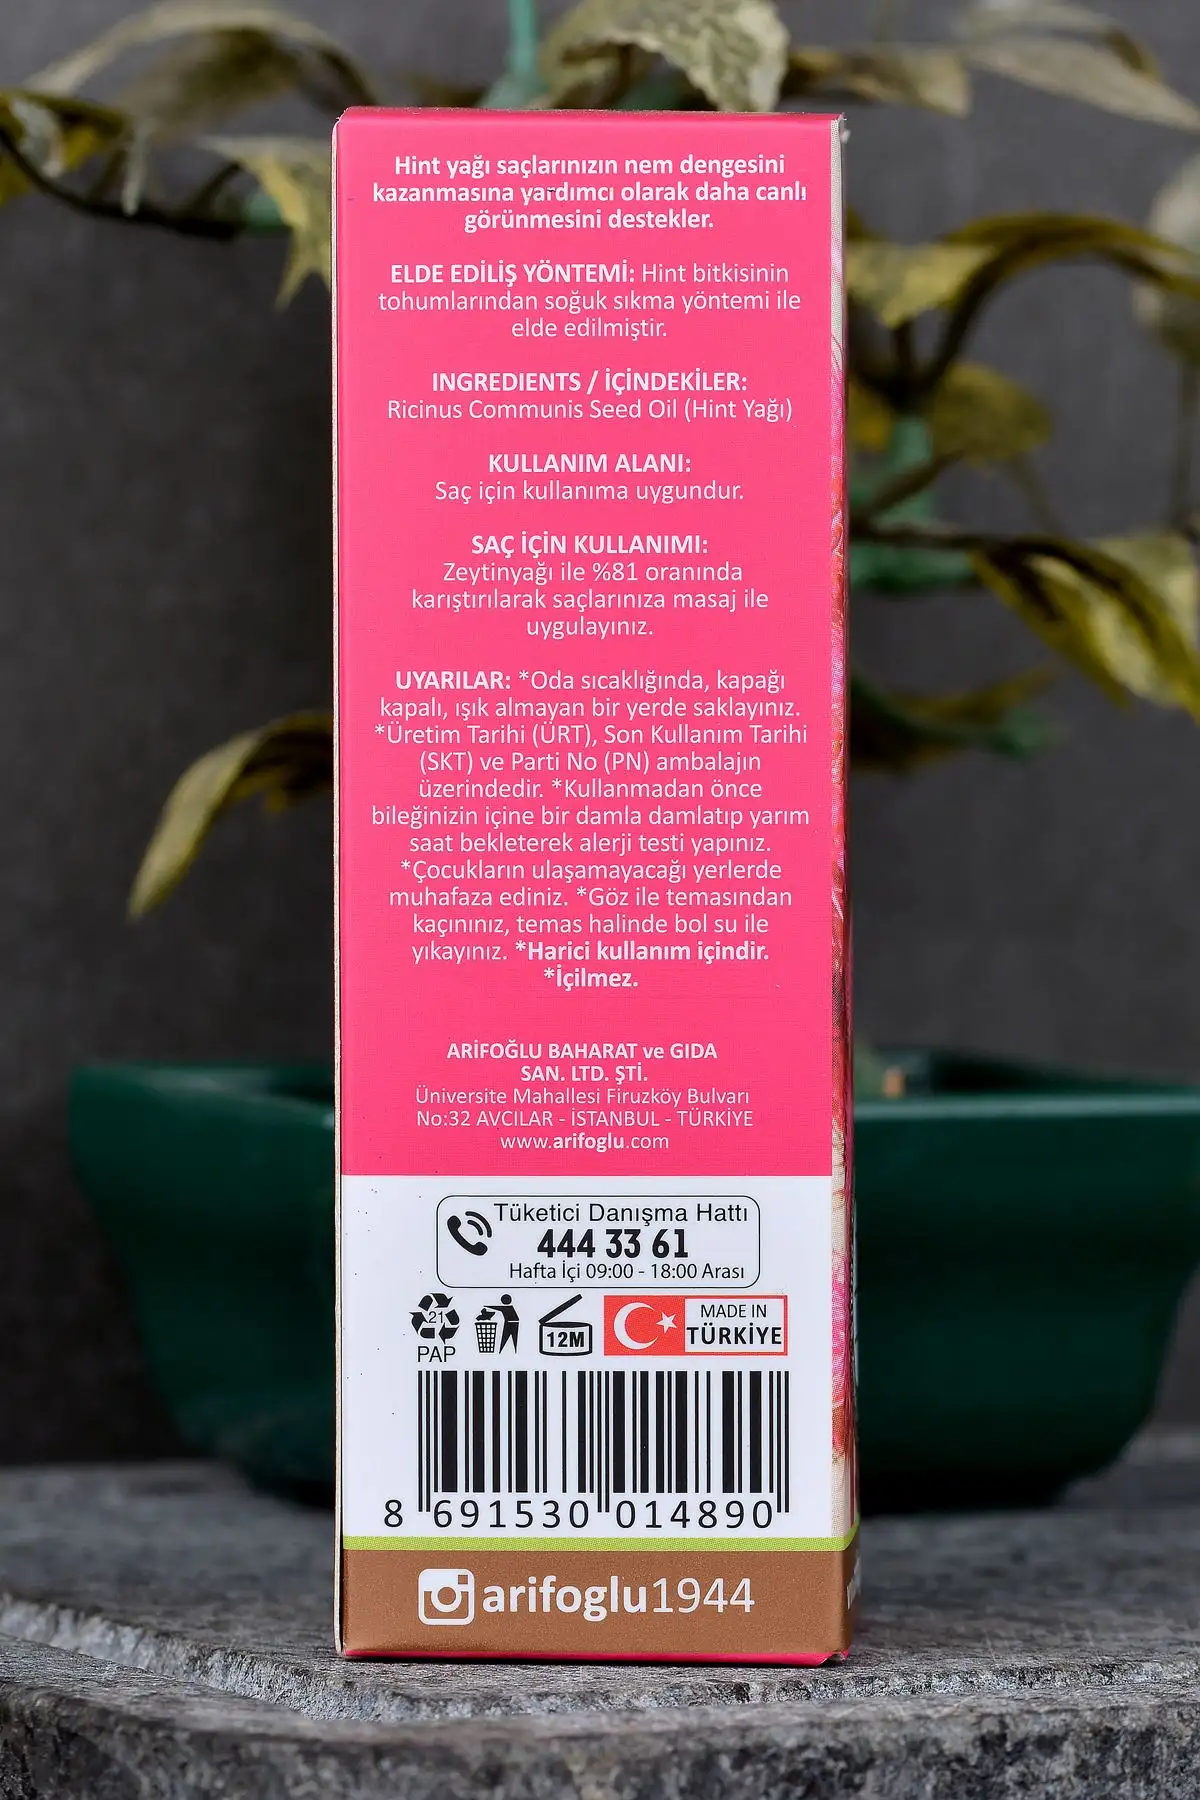 Hint yağı saçlarınızın nem dengesini
kazanmasına yardımcı olarak daha canlı
görünmesini destekler.
ELDE EDİLİŞ YÖNTEMİ: Hint bitkisinin
tohumlarından soğuk sıkma yöntemi ile
elde edilmiştir.
INGREDIENTS / İÇİNDEKİLER:
Ricinus Communis Seed Oil (Hint Yağı)
KULLANIM ALANI:
Saç için kullanıma uygundur.
SAÇ İÇİN KULLANIMI:
Zeytinyağı ile %81 oranında
karıştırılarak saçlarınıza masaj ile
uygulayınız.
UYARILAR: *Oda sıcaklığında, kapağı
kapalı, ışık almayan bir yerde saklayınız.
*Üretim Tarihi (ÜRT), Son Kullanım Tarihi
(SKT) ve Parti No (PN) ambalajın
üzerindedir. *Kullanmadan önce
bileğinizin içine bir damla damlatıp yarım
saat bekleterek alerji testi yapınız.
*Çocukların ulaşamayacağı yerlerde
muhafaza ediniz. *Göz ile temasından
kaçınınız, temas halinde bol su ile
yıkayınız. *Harici kullanım içindir.
*İçilmez.
ARİFOĞLU BAHARAT ve GIDA
SAN. LTD. ŞTİ.
Üniversite Mahallesi Firuzköy Bulvarı
No:32 AVCILAR - İSTANBUL - TÜRKİYE
www.arifoglu.com
Tüketici Danışma Hattı
444 33 61
Hafta İçi 09:00 - 18:00 Arası
21
PAP
12M
MADE IN
TÜRKİYE
8 691530 014890
arifoglu1944